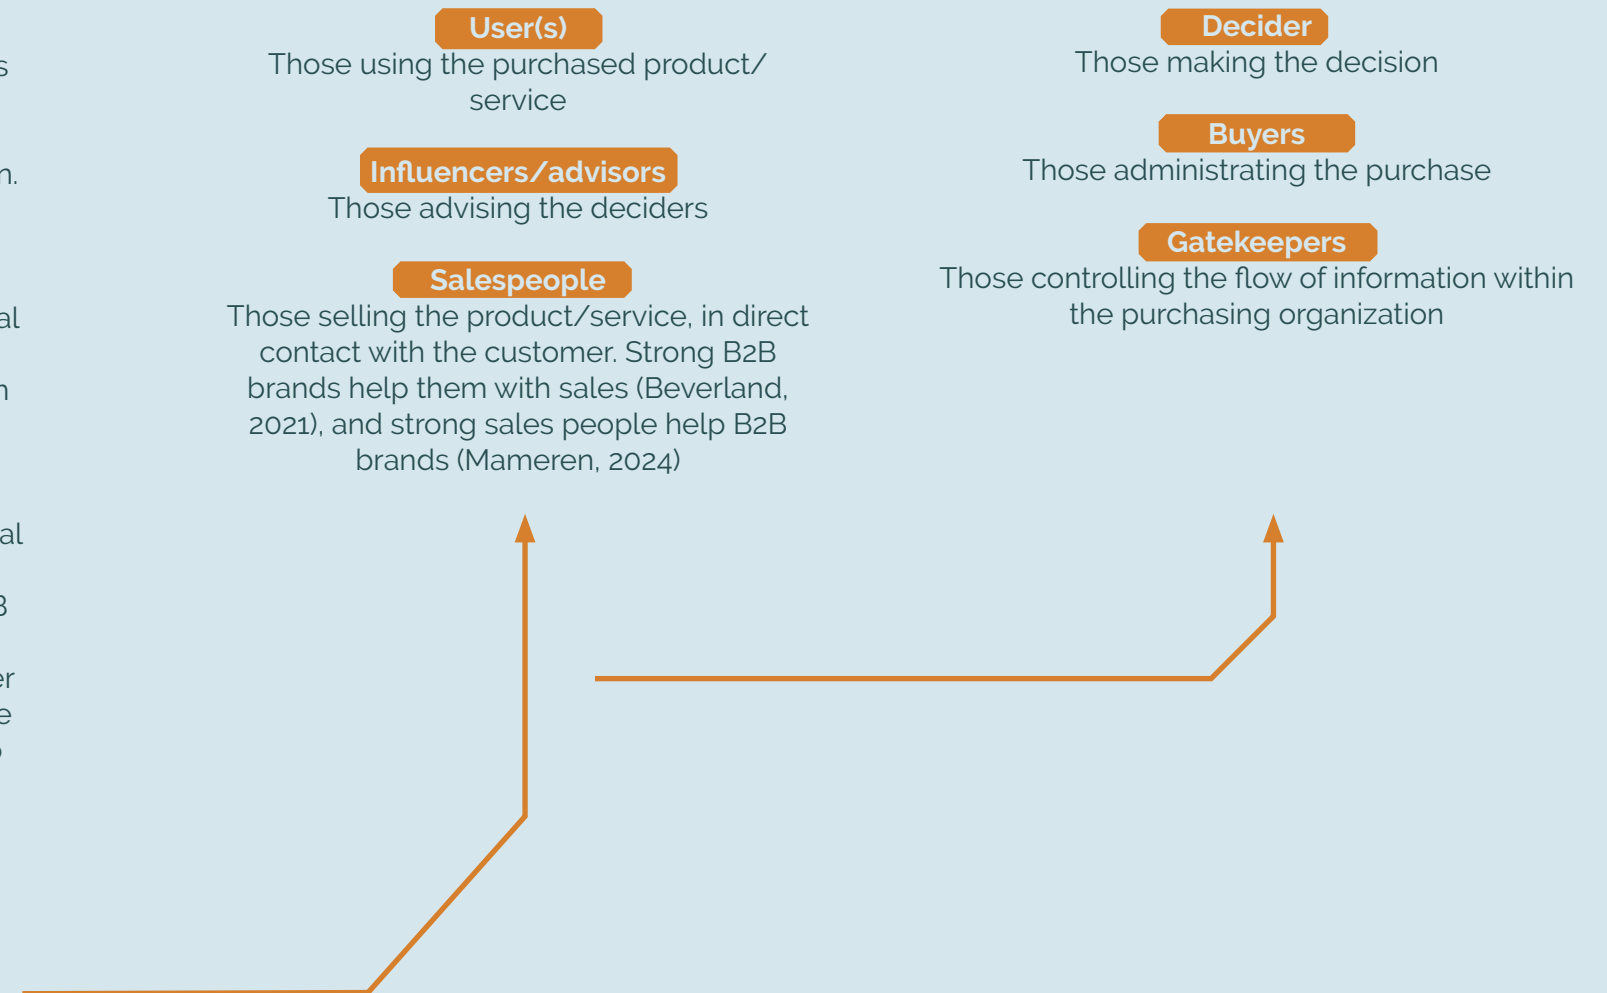 s
n.
al
n
al
B
er
e
User(s)
Those using the purchased product/
service
Influencers/advisors
Those advising the deciders
Salespeople
Those selling the product/service, in direct
contact with the customer. Strong B2B
brands help them with sales (Beverland,
2021), and strong sales people help B2B
brands (Mameren, 2024)
Decider
Those making the decision
Buyers
Those administrating the purchase
Gatekeepers
Those controlling the flow of information within
the purchasing organization